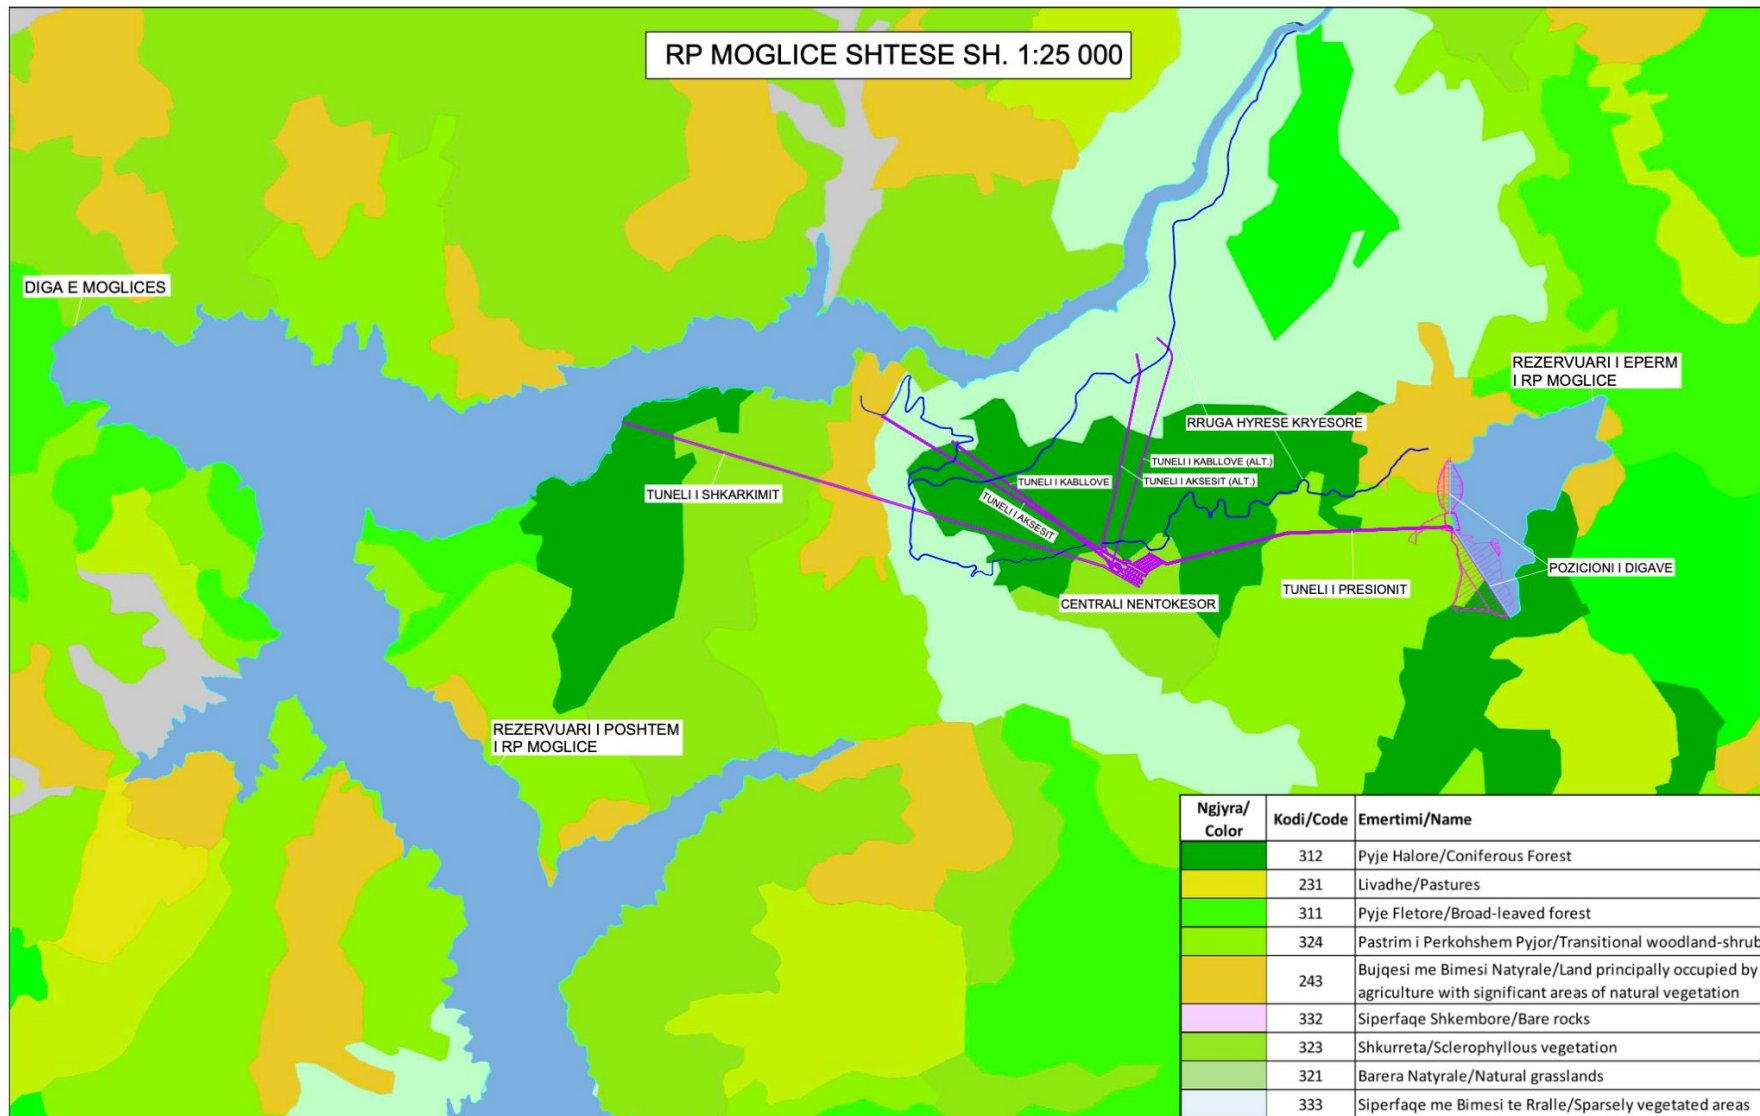 RP MOGLICE SHTESE SH. 1:25 000
DIGA E MOGLICES
REZERVUARI I EPERM
I RP MOGLICE
RRUGA HYRESE KRYESORE
TUNELI I KABLLOVE (ALT.)
TUNELI I AKSESIT (ALT.)
TUNELI I KABLLOVE
TUNELI I SHKARKIMIT
TUNELI I AKSESIT
POZICIONI I DIGAVE
TUNELI I PRESIONIT
CENTRALI NENTOKESOR
REZERVUARI I POSHTEM
I RP MOGLICE
Ngjyra/
Color
Kodi/Code
Emertimi/Name
312 Pyje Halore/Coniferous Forest
231 Livadhe/Pastures
311 Pyje Fletore/Broad-leaved forest
324 Pastrim i Perkohshem Pyjor/Transitional woodland-shrub
243 Bujqesi me Bimesi Natyrale/Land principally occupied by
agriculture with significant areas of natural vegetation
332 Siperfaqe Shkembore/Bare rocks
323 Shkurreta/Sclerophyllous vegetation
321 Barera Natyrale/Natural grasslands
333 Siperfaqe me Bimesi te Rralle/Sparsely vegetated areas